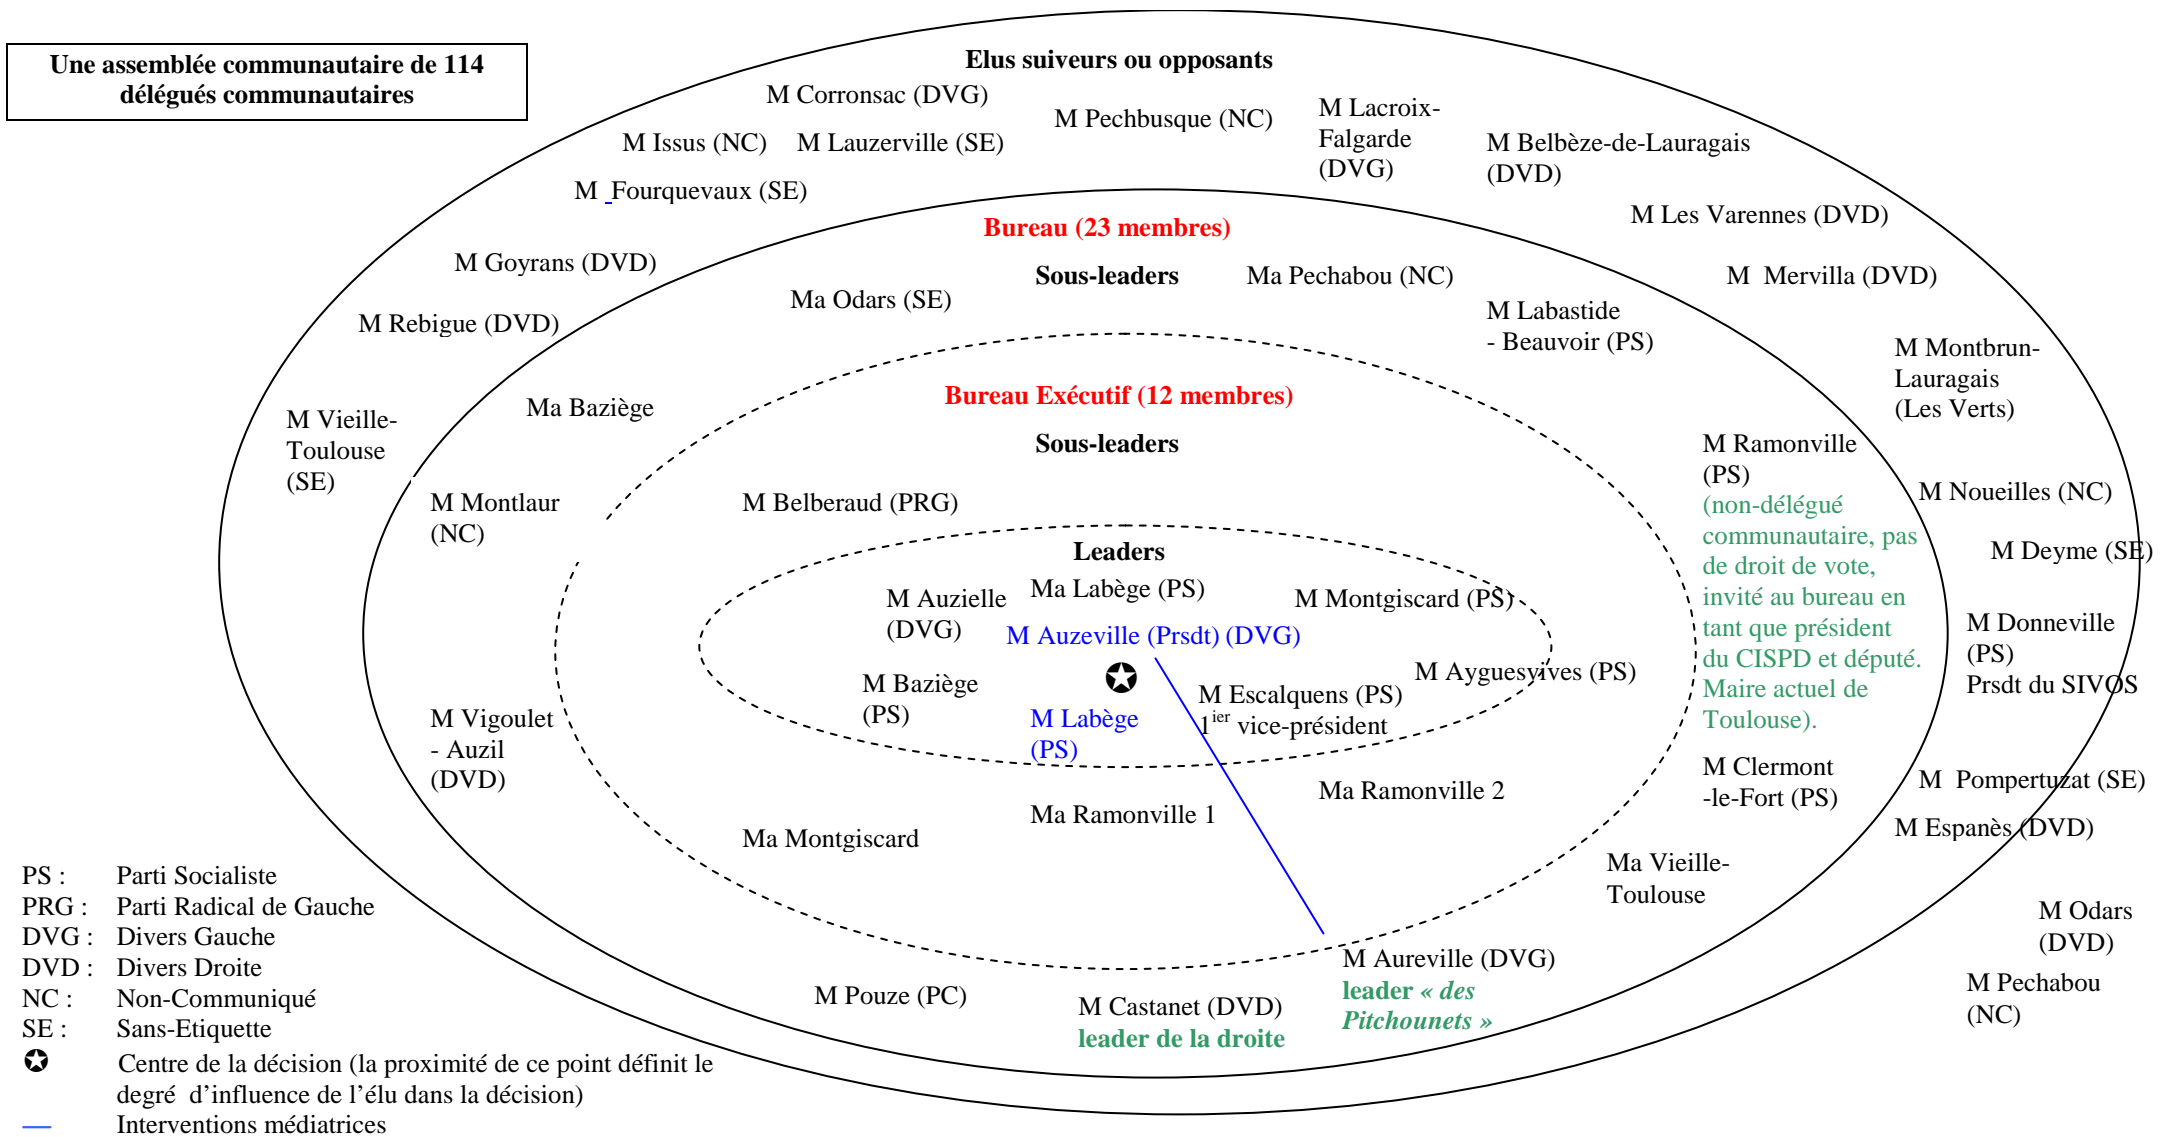 Une assemblée communautaire de 114
délégués communautaires
Elus suiveurs ou opposants
M Corronsac (DVG)
M Pechbusque (NC)
M Lacroix-
Falgarde
(DVG)
M Issus (NC)
M Lauzerville (SE)
M Belbèze-de-Lauragais
(DVD)
M Fourquevaux (SE)
M Les Varennes (DVD)
Bureau (23 membres)
M Goyrans (DVD)
Sous-leaders
Ma Pechabou (NC)
M Mervilla (DVD)
Ma Odars (SE)
M Rebigue (DVD)
M Labastide
- Beauvoir (PS)
M Montbrun-
Lauragais
(Les Verts)
Bureau Exécutif (12 membres)
Ma Baziège
M Vieille-
Toulouse
(SE)
Sous-leaders
M Ramonville
(PS)
(non-délégué
communautaire, pas
de droit de vote,
invité au bureau en
tant que président
du CISPD et député.
Maire actuel de
Toulouse).
M Montlaur
(NC)
M Belberaud (PRG)
M Noueilles (NC)
Leaders
M Deyme (SE)
M Auzielle
(DVG)
Ma Labège (PS)
M Montgiscard (PS)
M Auzeville (Prsdt) (DVG)
M Donneville
(PS)
Prsdt du SIVOS
M Ayguesvives (PS)
M Baziège
(PS)
M Escalquens (PS)
1ier vice-président
M Labège
(PS)
M Vigoulet
- Auzil
(DVD)
M Clermont
-le-Fort (PS)
M Pompertuzat (SE)
Ma Ramonville 2
Ma Ramonville 1
M Espanès (DVD)
Ma Montgiscard
Ma Vieille-
Toulouse
M Odars
(DVD)
M Aureville (DVG)
leader « des
Pitchounets »
M Pouze (PC)
M Castanet (DVD)
leader de la droite
M Pechabou
(NC)
PS : Parti Socialiste
PRG : Parti Radical de Gauche
DVG : Divers Gauche
DVD : Divers Droite
NC : Non-Communiqué
SE : Sans-Etiquette
✪ Centre de la décision (la proximité de ce point définit le
degré d'influence de l'élu dans la décision)
Interventions médiatrices